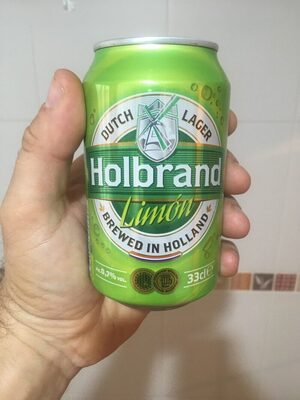 DUTCH LAGER
Holbrand
Limón
BREWED IN HOLLAND
33cl℮